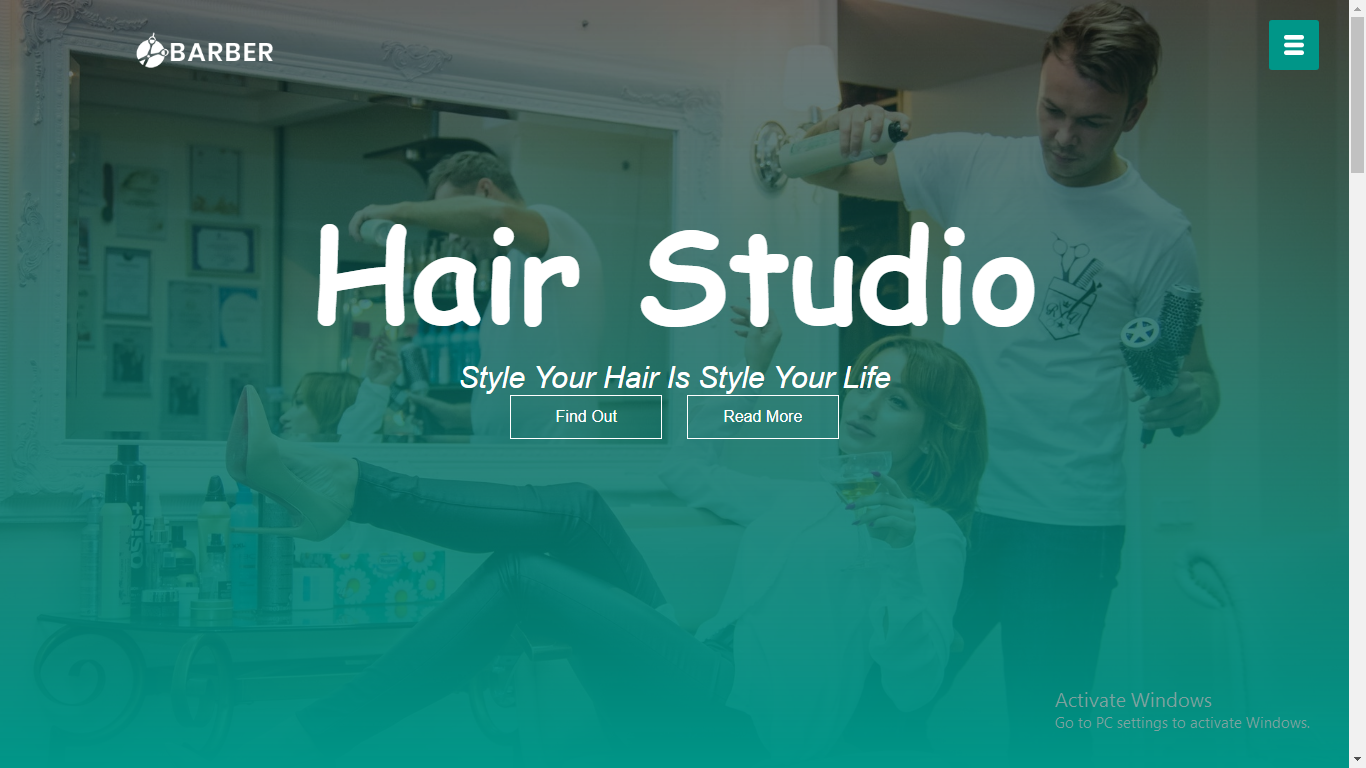 BARBER
Hair Studio
Style Your Hair Is Style Your Life
Find Out
Read More
OSiS+
Activate Windows
Go to PC settings to activate Windows.